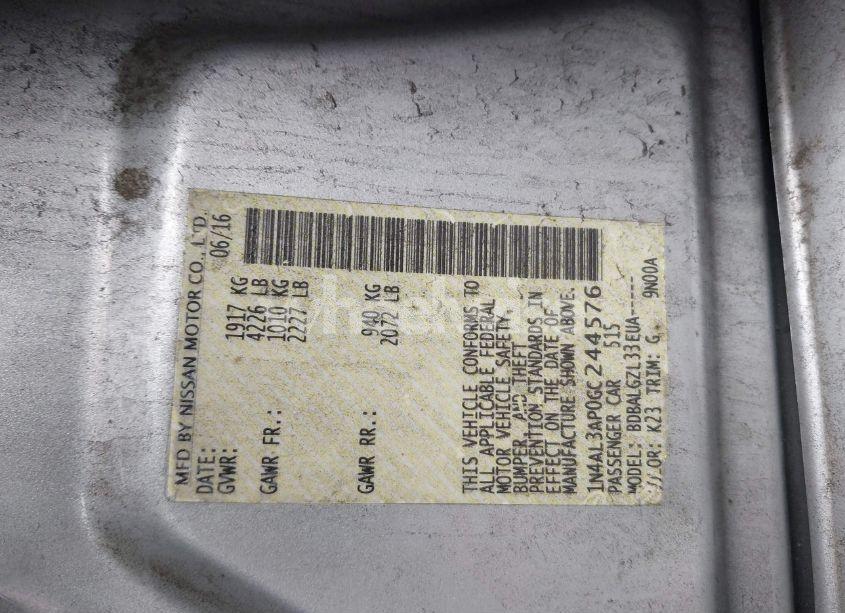 MFD BY NISSAN MOTOR CO., LTD.
DATE: 06/16
GVWR: 1917 KG
4226 LB
GAWR FR.: 1010 KG
2227 LB
GAWR RR.: 940 KG
2072 LB
THIS VEHICLE CONFORMS TO
ALL APPLICABLE FEDERAL
MOTOR VEHICLE SAFETY,
BUMPER, AND THEFT
PREVENTION STANDARDS IN
EFFECT ON THE DATE OF
MANUFACTURE SHOWN ABOVE.
1N4AL3AP0GC244576
PASSENGER CAR 515
MODEL: BDBALGZL33EUA-----
K23 TRIM: G 9N00A